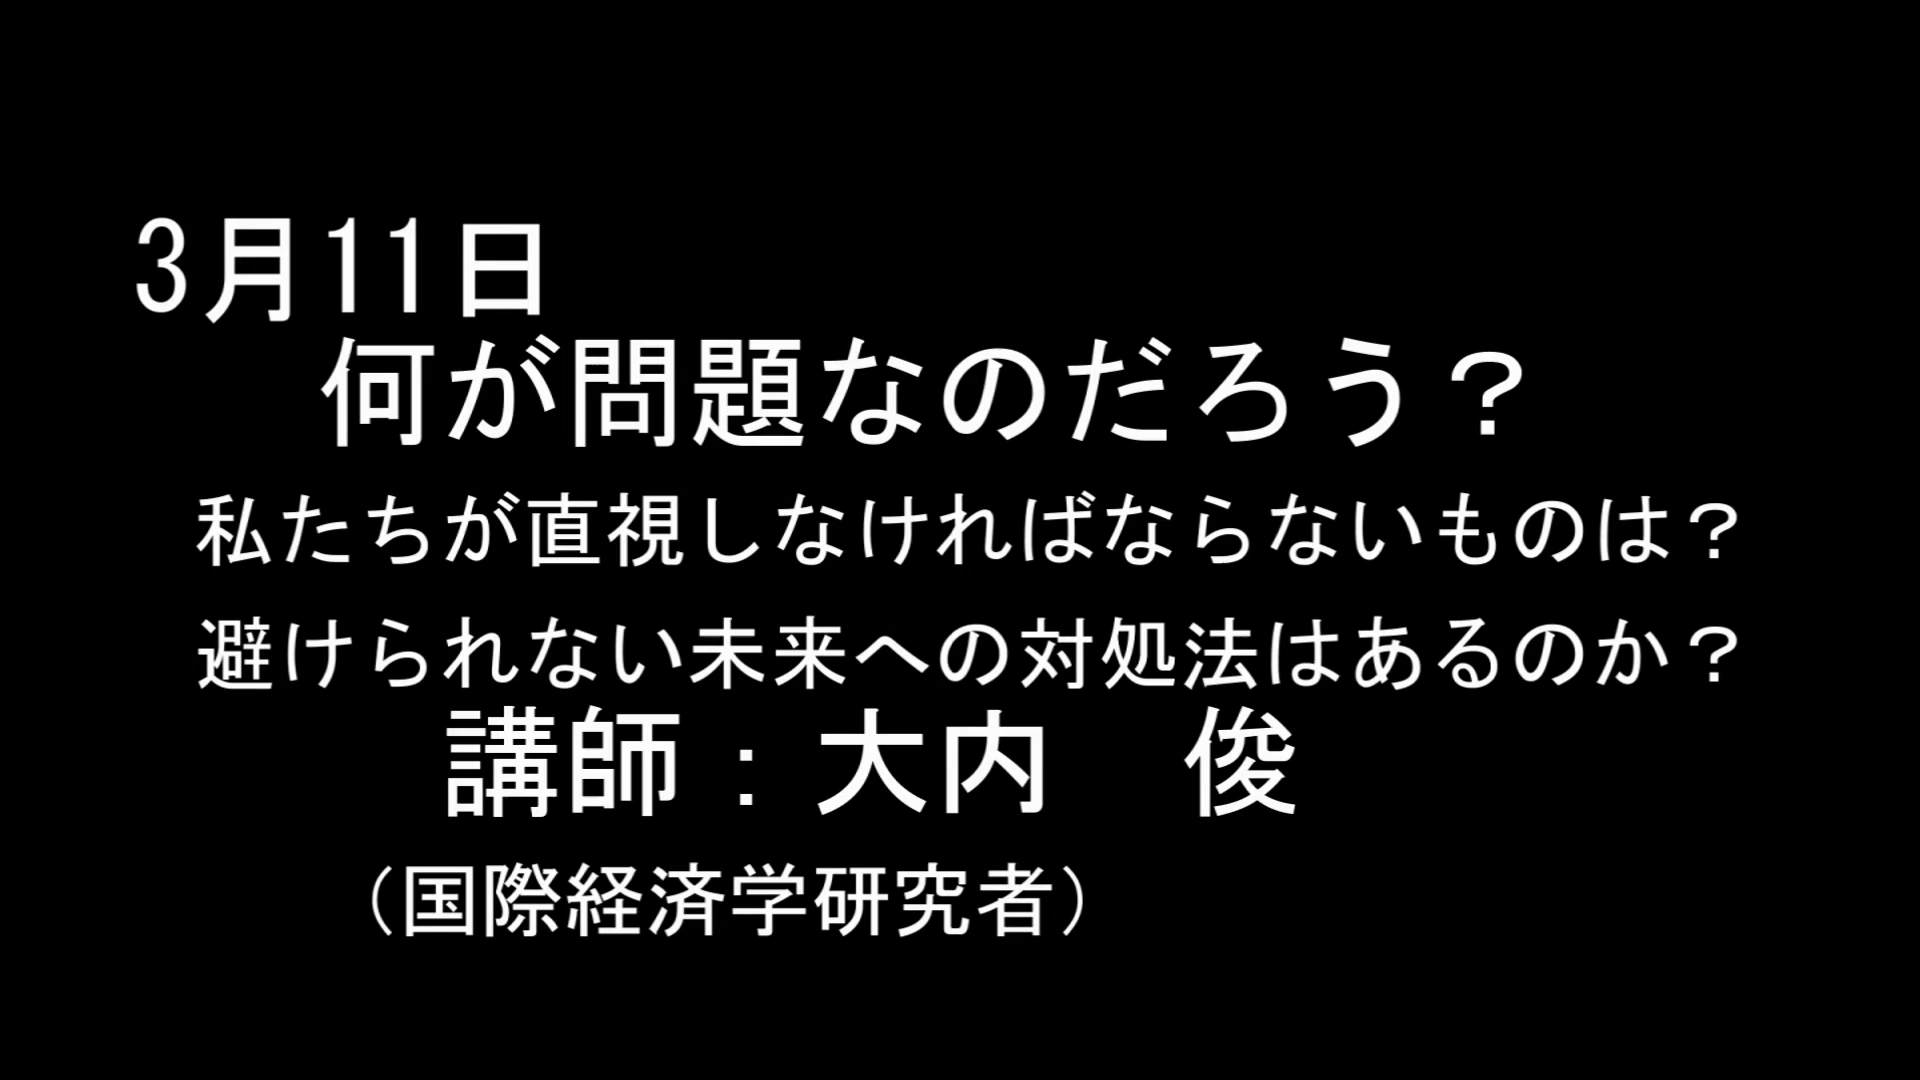 3月11日
何が問題なのだろう？
私たちが直視しなければならないものは？
避けられない未来への対処法はあるのか？
講師：大内　俊
（国際経済学研究者）